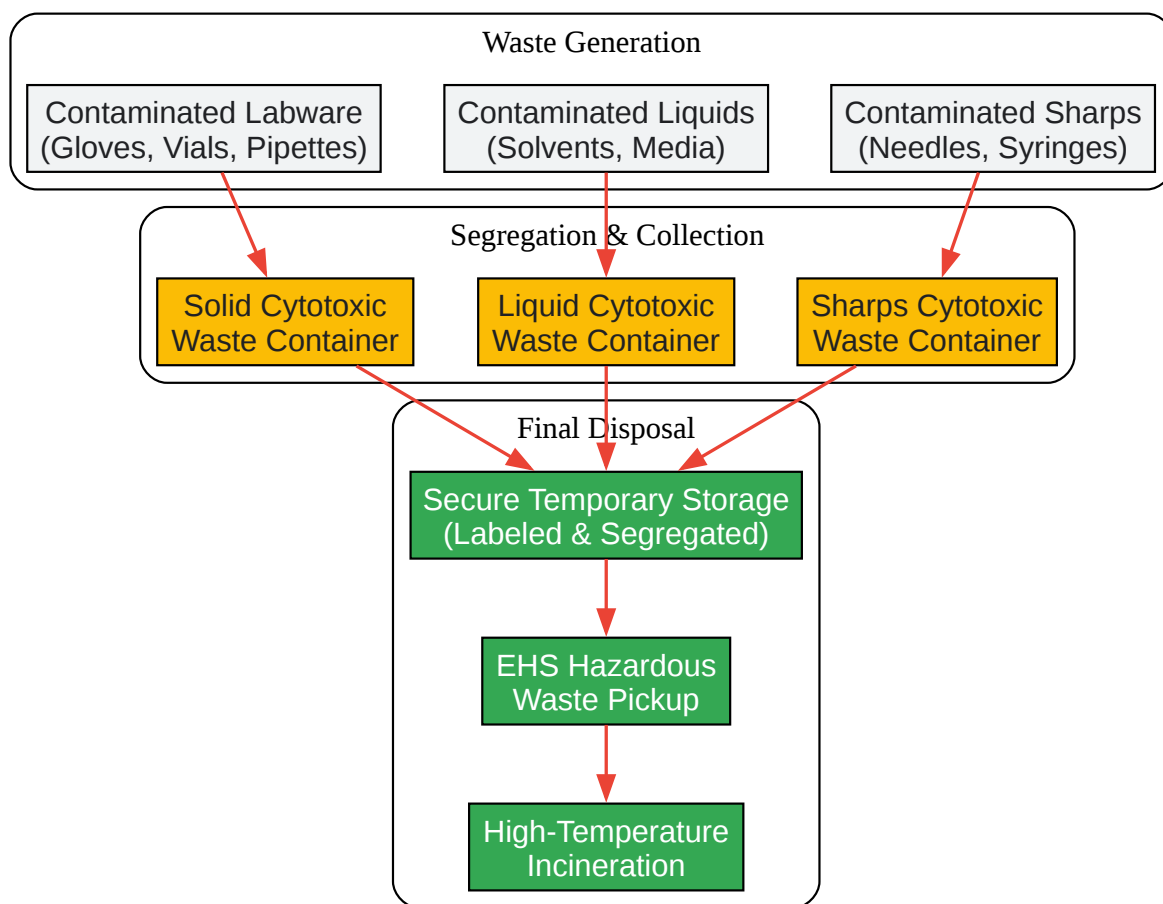 Waste Generation
Contaminated Labware
(Gloves, Vials, Pipettes)
Contaminated Liquids
(Solvents, Media)
Contaminated Sharps
(Needles, Syringes)
Segregation & Collection
Solid Cytotoxic
Waste Container
Liquid Cytotoxic
Waste Container
Sharps Cytotoxic
Waste Container
Final Disposal
Secure Temporary Storage
(Labeled & Segregated)
EHS Hazardous
Waste Pickup
High-Temperature
Incineration